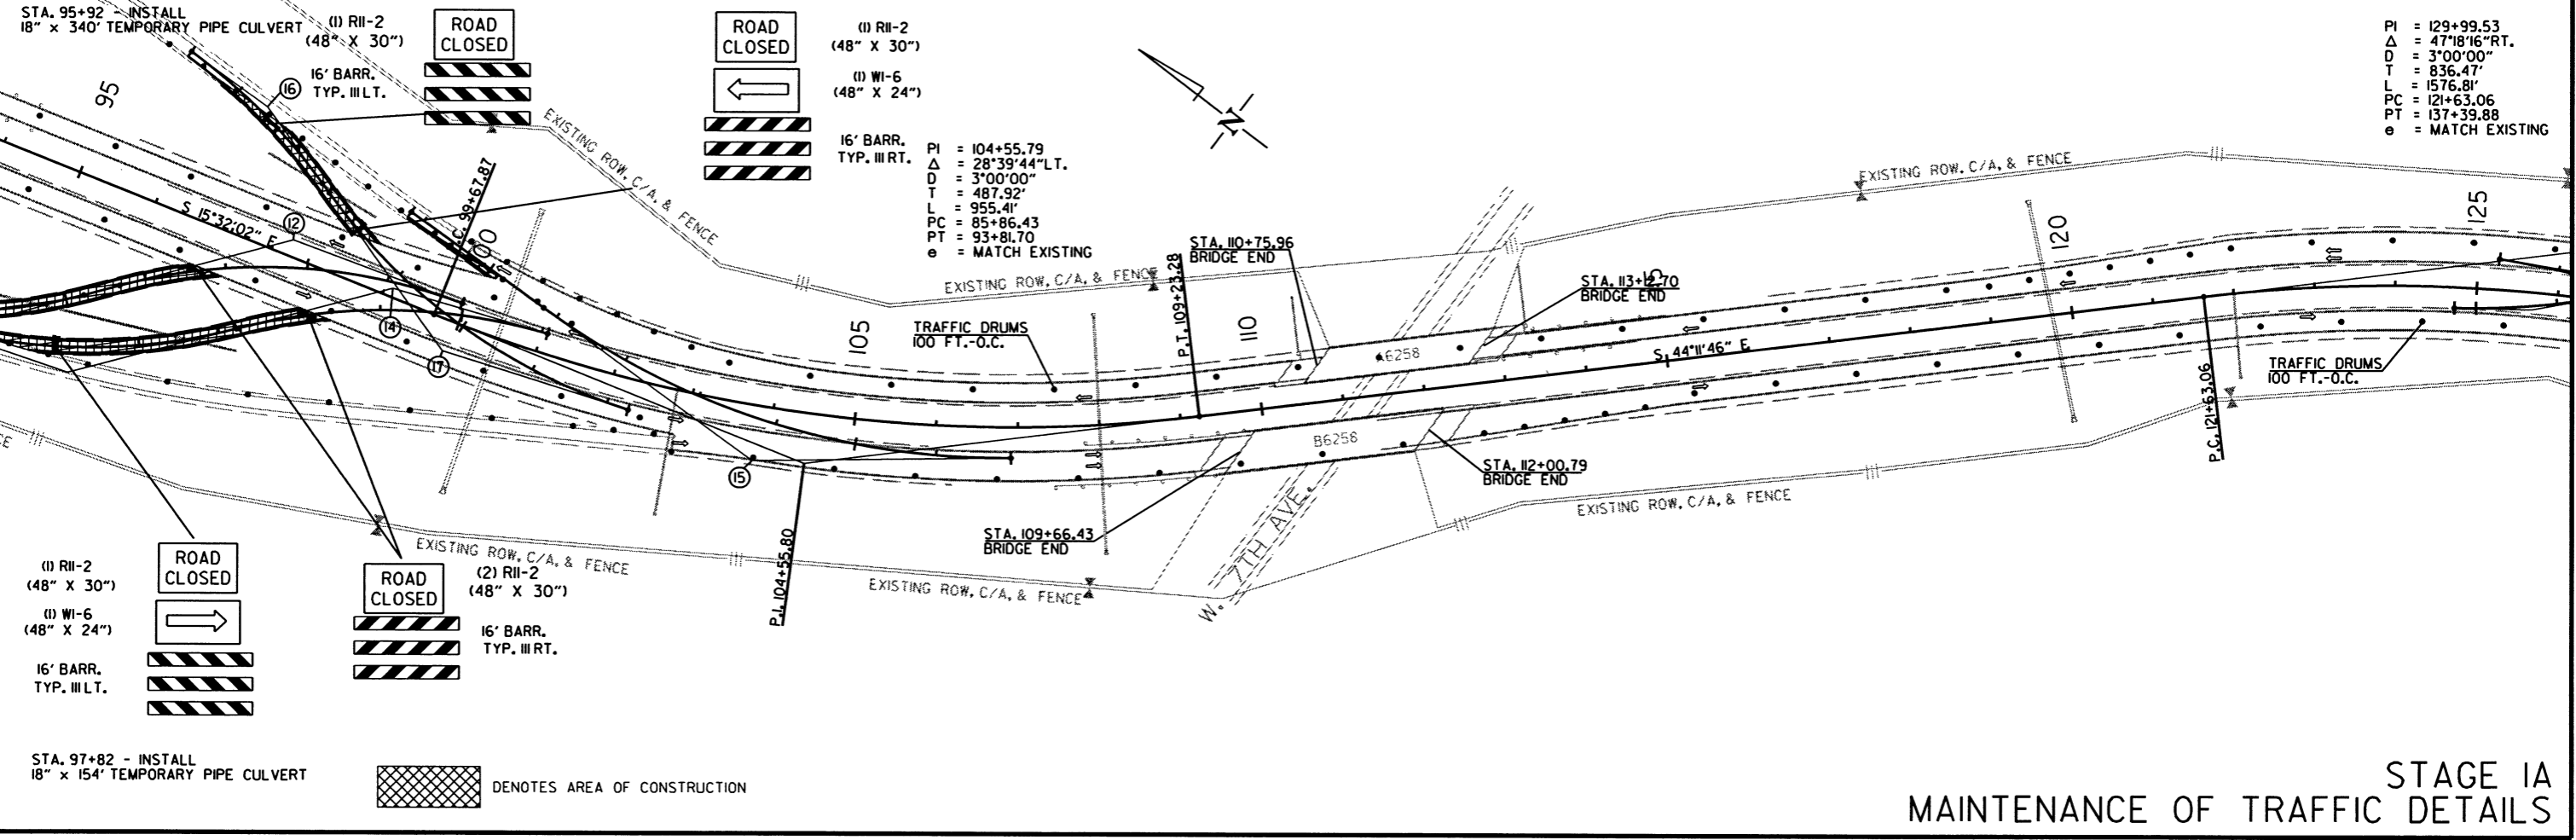 STA. 95+92 - INSTALL
18" x 340' TEMPORARY PIPE CULVERT
(1) R11-2
(48" X 30")
ROAD
CLOSED
16' BARR.
TYP. III LT.
ROAD
CLOSED
(1) R11-2
(48" X 30")
(1) W1-6
(48" X 24")
16' BARR.
TYP. III RT.
PI = 104+55.79
Δ = 28°39'44"LT.
D = 3°00'00"
T = 487.92'
L = 955.41'
PC = 85+86.43
PT = 93+81.70
e = MATCH EXISTING
N
PI = 129+99.53
Δ = 47°18'16"RT.
D = 3°00'00"
T = 836.47'
L = 1576.81'
PC = 121+63.06
PT = 137+39.88
e = MATCH EXISTING
95
16
EXISTING ROW, C/A, & FENCE
C. 99+67.87
S 15°32'02" E
12
14
17
15
EXISTING ROW, C/A, & FENCE
105
TRAFFIC DRUMS
100 FT.-O.C.
P.T. 109+23.28
STA. 110+75.96
BRIDGE END
110
A6258
B6258
STA. 113+12.70
BRIDGE END
S 44°11'46" E
EXISTING ROW, C/A, & FENCE
120
125
TRAFFIC DRUMS
100 FT.-O.C.
P.C. 121+63.06
STA. 112+00.79
BRIDGE END
EXISTING ROW, C/A, & FENCE
STA. 109+66.43
BRIDGE END
W. 7TH AVE.
P.I. 104+55.80
EXISTING ROW, C/A, & FENCE
EXISTING ROW, C/A, & FENCE
(1) R11-2
(48" X 30")
ROAD
CLOSED
(1) W1-6
(48" X 24")
16' BARR.
TYP. III LT.
ROAD
CLOSED
(2) R11-2
(48" X 30")
16' BARR.
TYP. III RT.
STA. 97+82 - INSTALL
18" x 154' TEMPORARY PIPE CULVERT
DENOTES AREA OF CONSTRUCTION
STAGE 1A
MAINTENANCE OF TRAFFIC DETAILS